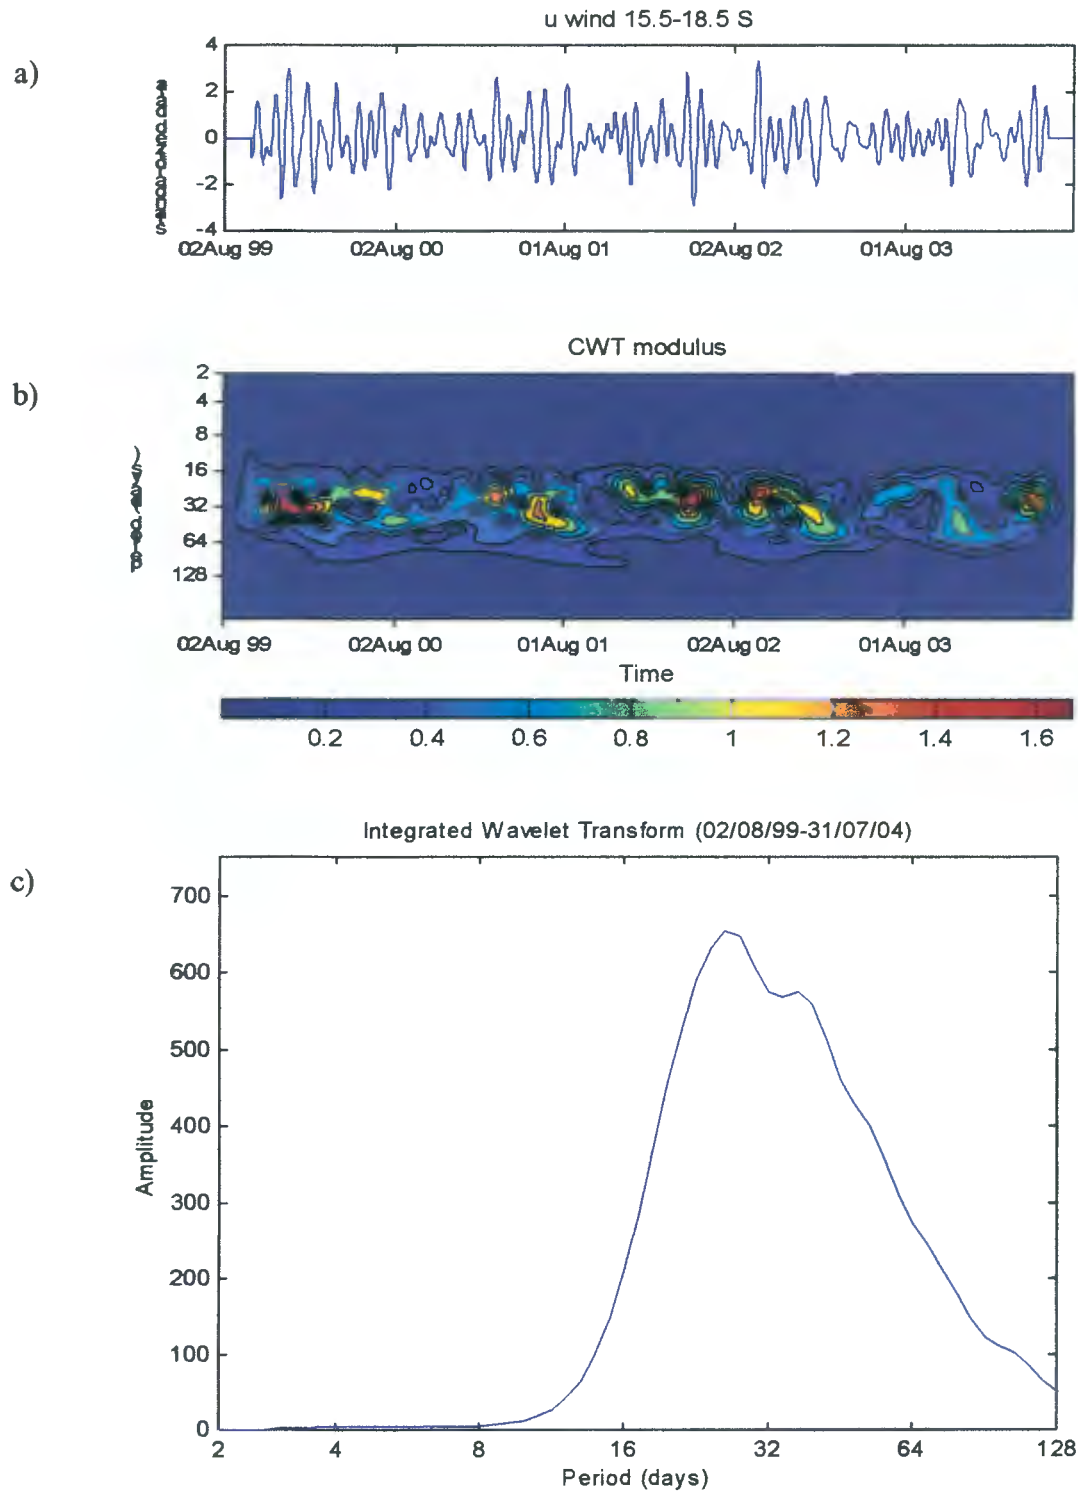 u wind 15.5-18.5 S
a)
4
2
0
-2
-4
02Aug 99 02Aug 00 01Aug 01 02Aug 02 01Aug 03
CWT modulus
b)
2
4
8
16
32
64
128
02Aug 99 02Aug 00 01Aug 01 02Aug 02 01Aug 03
Time
0.2 0.4 0.6 0.8 1 1.2 1.4 1.6
Integrated Wavelet Transform (02/08/99-31/07/04)
c)
700
600
500
400
300
200
100
0
Amplitude
2 4 8 16 32 64 128
Period (days)